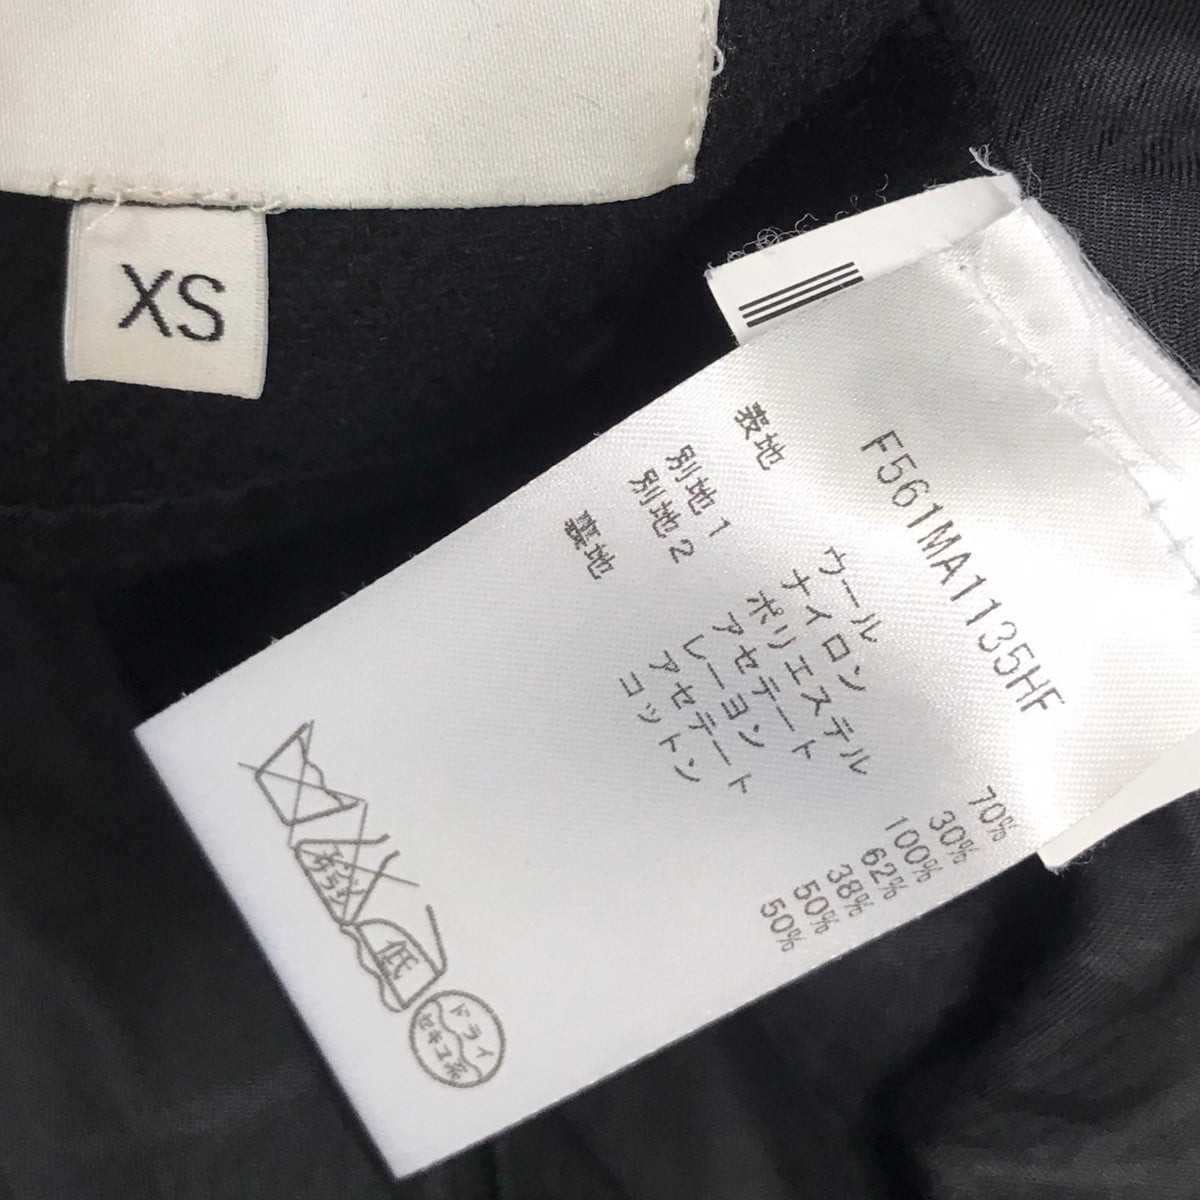 XS
F561MA1135HF
表地 ウール 70%
ナイロン 30%
別地1 ポリエステル 100%
別地2 アセテート 62%
レーヨン 38%
裏地 アセテート 50%
コットン 50%
低
ドライ
セキユ系